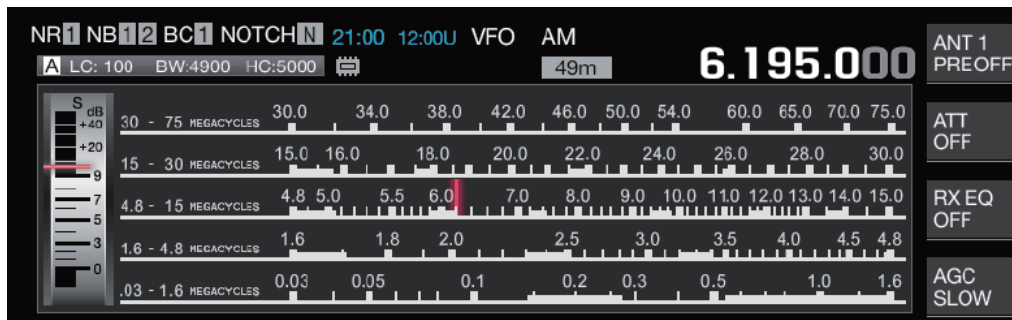 NR1 NB12 BC1 NOTCHN 21:00 12:00U VFO AM
A LC: 100 BW:4900 HC:5000 49m 6.195.000
ANT 1
PREOFF
ATT
OFF
RX EQ
OFF
AGC
SLOW
S
dB
+40
+20
9
7
5
3
0
30 - 75 MEGACYCLES 30.0 34.0 38.0 42.0 46.0 50.0 54.0 60.0 65.0 70.0 75.0
15 - 30 MEGACYCLES 15.0 16.0 18.0 20.0 22.0 24.0 26.0 28.0 30.0
4.8 - 15 MEGACYCLES 4.8 5.0 5.5 6.0 7.0 8.0 9.0 10.0 11.0 12.0 13.0 14.0 15.0
1.6 - 4.8 MEGACYCLES 1.6 1.8 2.0 2.5 3.0 3.5 4.0 4.5 4.8
.03 - 1.6 MEGACYCLES 0.03 0.05 0.1 0.2 0.3 0.5 1.0 1.6